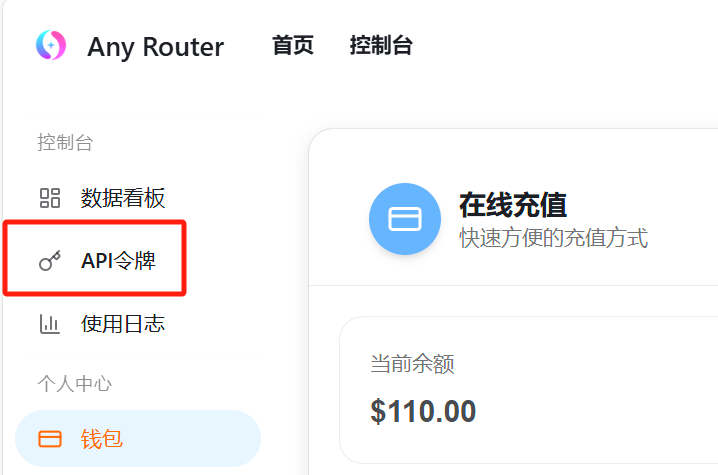 Any Router 首页 控制台
控制台
数据看板
API令牌
使用日志
个人中心
钱包
在线充值
快速方便的充值方式
当前余额
$110.00